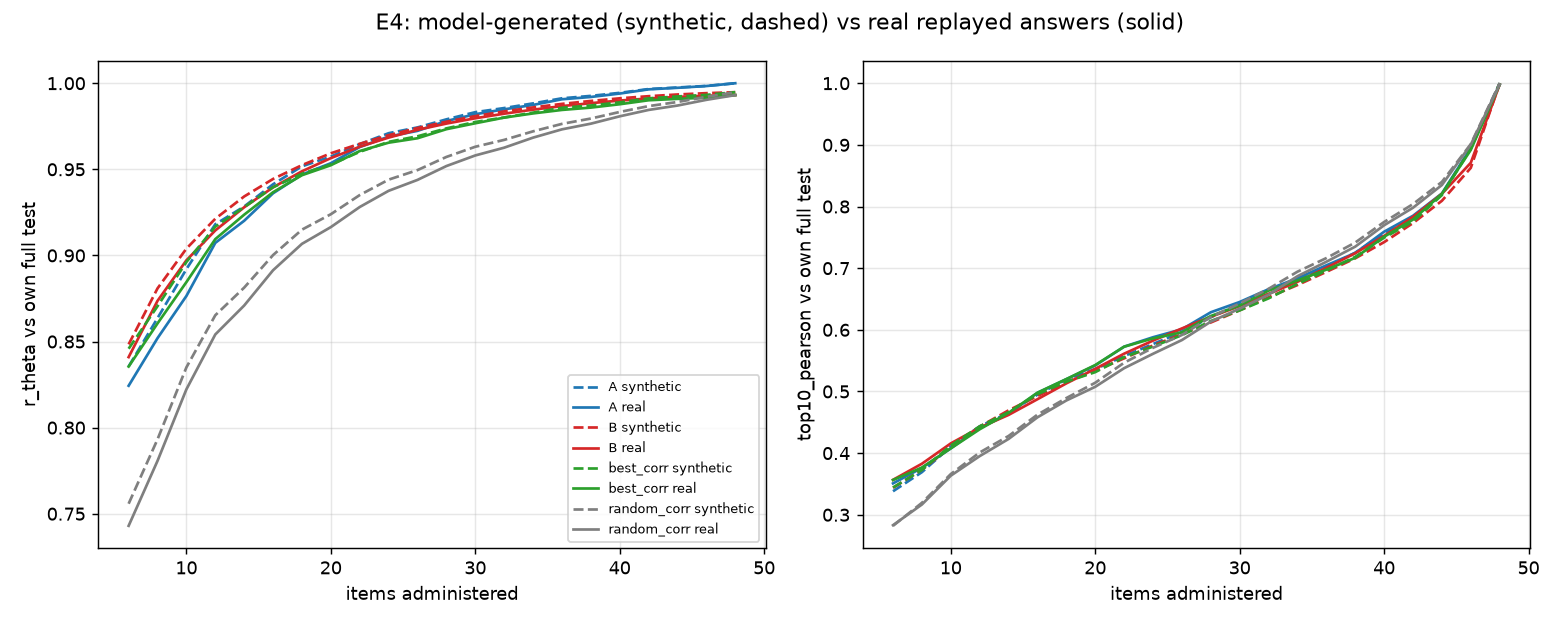 E4: model-generated (synthetic, dashed) vs real replayed answers (solid)
r_theta vs own full test
1.00
0.95
0.90
0.85
0.80
0.75
10
20
30
40
50
items administered
A synthetic
A real
B synthetic
B real
best_corr synthetic
best_corr real
random_corr synthetic
random_corr real
top10_pearson vs own full test
1.0
0.9
0.8
0.7
0.6
0.5
0.4
0.3
10
20
30
40
50
items administered